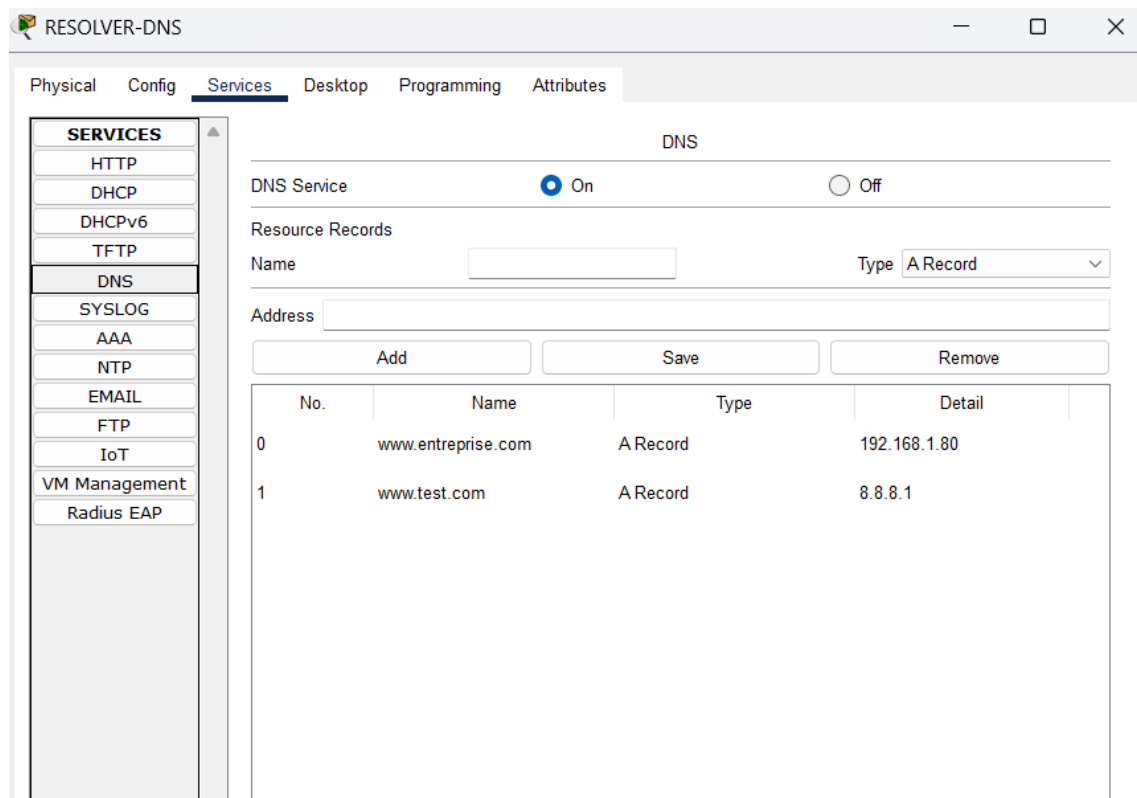 RESOLVER-DNS
Physical Config Services Desktop Programming Attributes
SERVICES
HTTP
DHCP
DHCPv6
TFTP
DNS
SYSLOG
AAA
NTP
EMAIL
FTP
IoT
VM Management
Radius EAP
DNS
DNS Service On Off
Resource Records
Name Type A Record
Address
Add Save Remove
No. Name Type Detail
0 www.entreprise.com A Record 192.168.1.80
1 www.test.com A Record 8.8.8.1